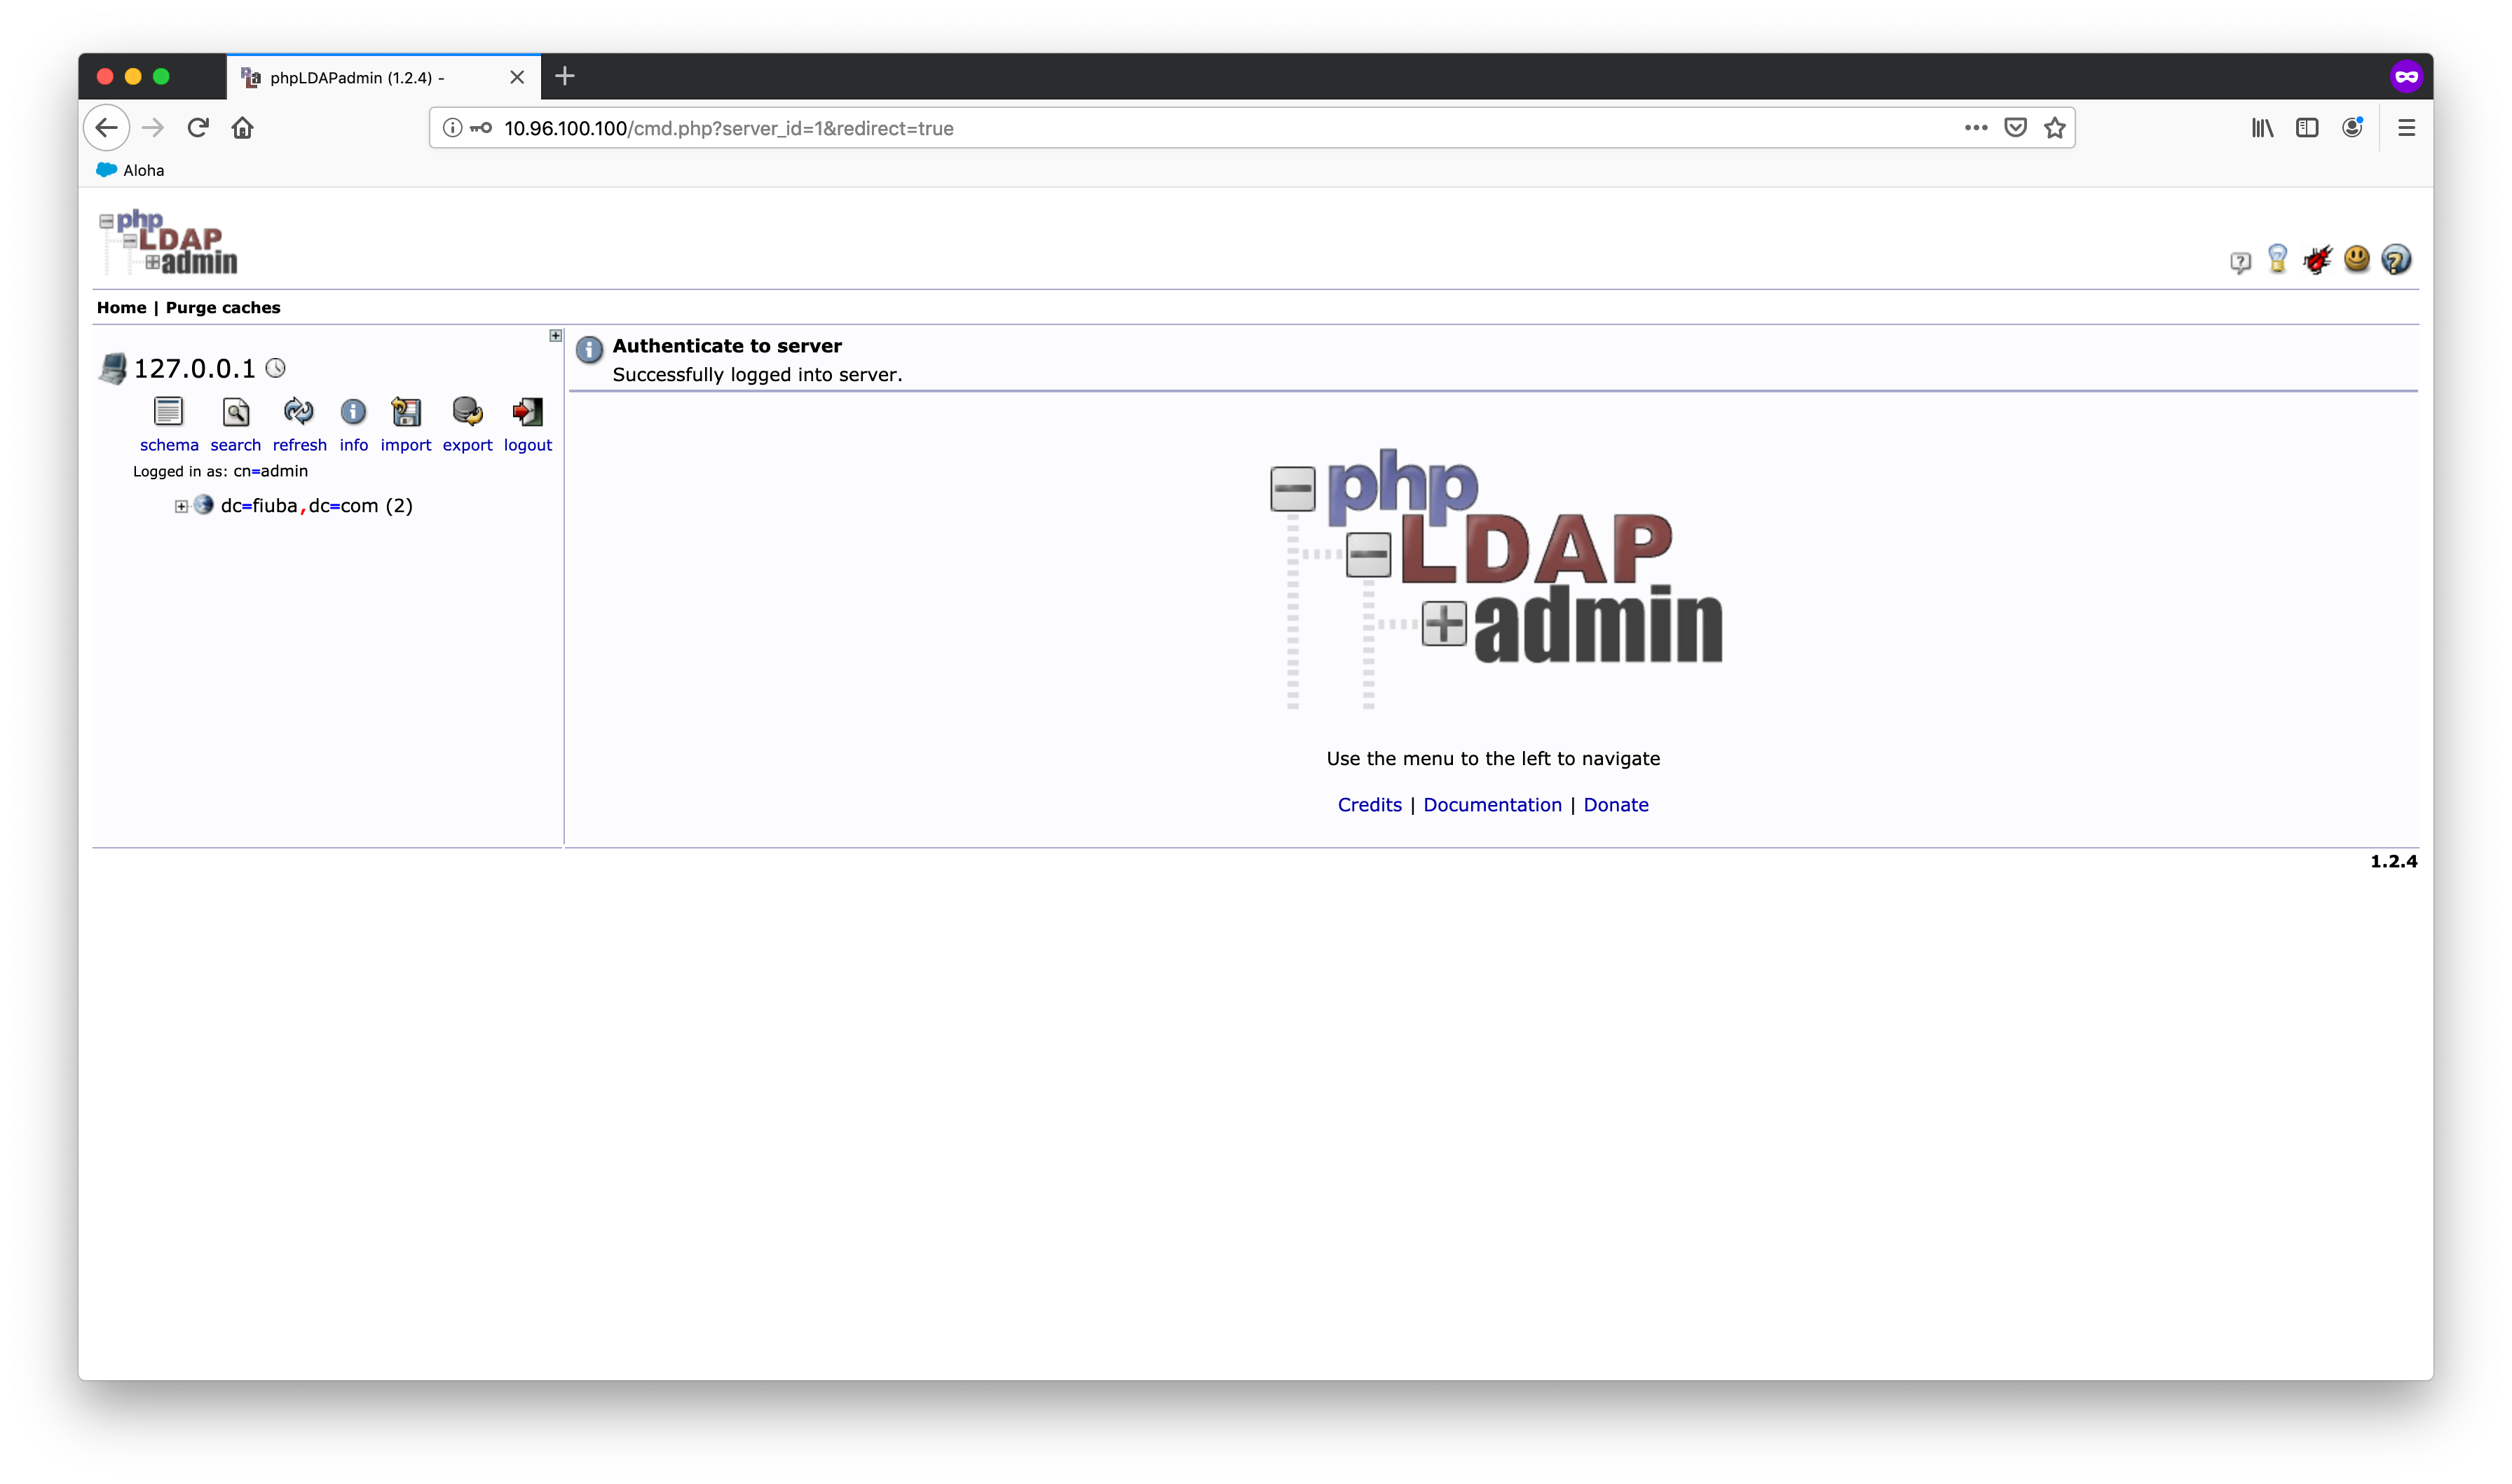 phpLDAPadmin (1.2.4) -
10.96.100.100/cmd.php?server_id=1&redirect=true
Aloha
php
LDAP
admin
Home | Purge caches
127.0.0.1
schema search refresh info import export logout
Logged in as: cn=admin
dc=fiuba,dc=com (2)
Authenticate to server
Successfully logged into server.
php
LDAP
admin
Use the menu to the left to navigate
Credits | Documentation | Donate
1.2.4